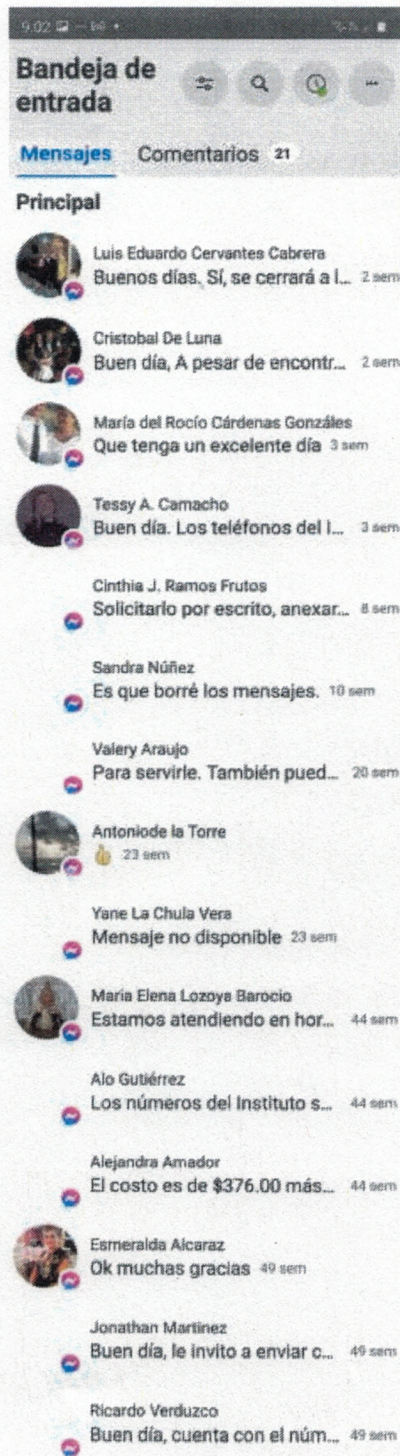 9:02
Bandeja de
entrada
Mensajes Comentarios 21
Principal
Luis Eduardo Cervantes Cabrera
Buenos días. Sí, se cerrará a l... 2 sem
Cristobal De Luna
Buen día, A pesar de encontr... 2 sem
María del Rocío Cárdenas Gonzáles
Que tenga un excelente día 3 sem
Tessy A. Camacho
Buen día. Los teléfonos del I... 3 sem
Cinthia J. Ramos Frutos
Solicitarlo por escrito, anexar... 8 sem
Sandra Núñez
Es que borré los mensajes. 10 sem
Valery Araujo
Para servirle. También pued... 20 sem
Antoniode la Torre
👍 23 sem
Yane La Chula Vera
Mensaje no disponible 23 sem
Maria Elena Lozoya Barocio
Estamos atendiendo en hor... 44 sem
Alo Gutiérrez
Los números del Instituto s... 44 sem
Alejandra Amador
El costo es de $376.00 más... 44 sem
Esmeralda Alcaraz
Ok muchas gracias 49 sem
Jonathan Martinez
Buen día, le invito a enviar c... 49 sem
Ricardo Verduzco
Buen día, cuenta con el núm... 49 sem